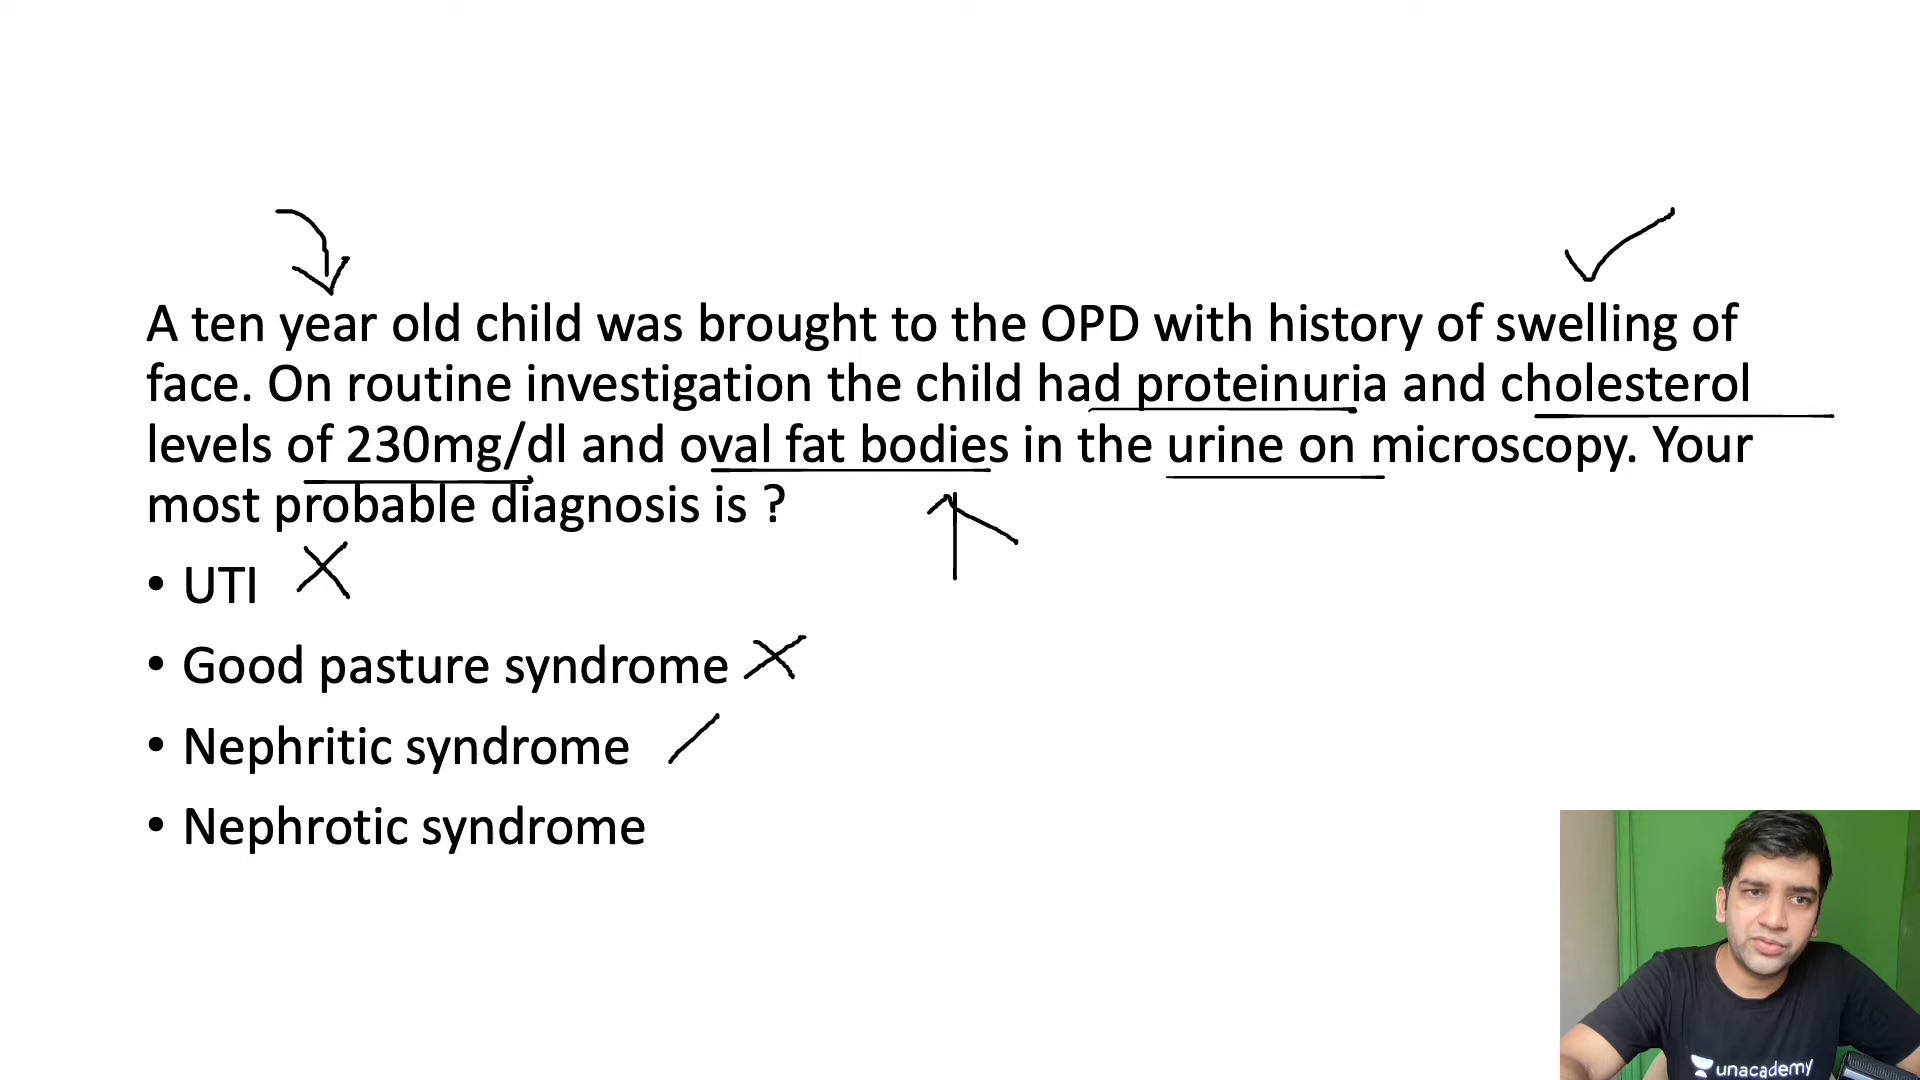 A ten year old child was brought to the OPD with history of swelling of
face. On routine investigation the child had proteinuria and cholesterol
levels of 230mg/dl and oval fat bodies in the urine on microscopy. Your
most probable diagnosis is ?
• UTI
• Good pasture syndrome
• Nephritic syndrome
• Nephrotic syndrome
unacademy